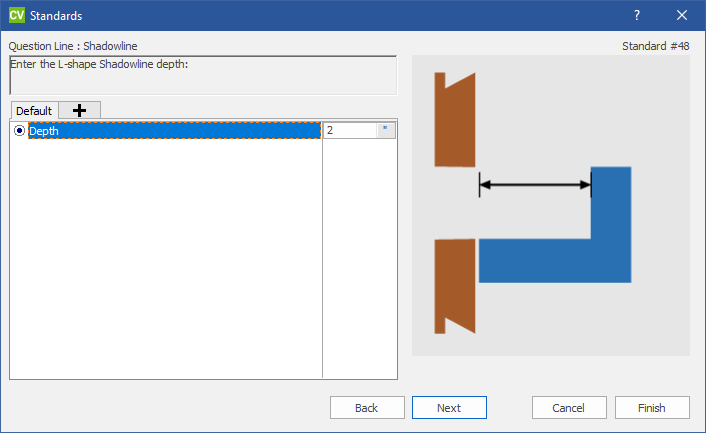 CV Standards ?
Question Line : Shadowline
Standard #48
Enter the L-shape Shadowline depth:
Default
Depth 2 "
Back Next Cancel Finish